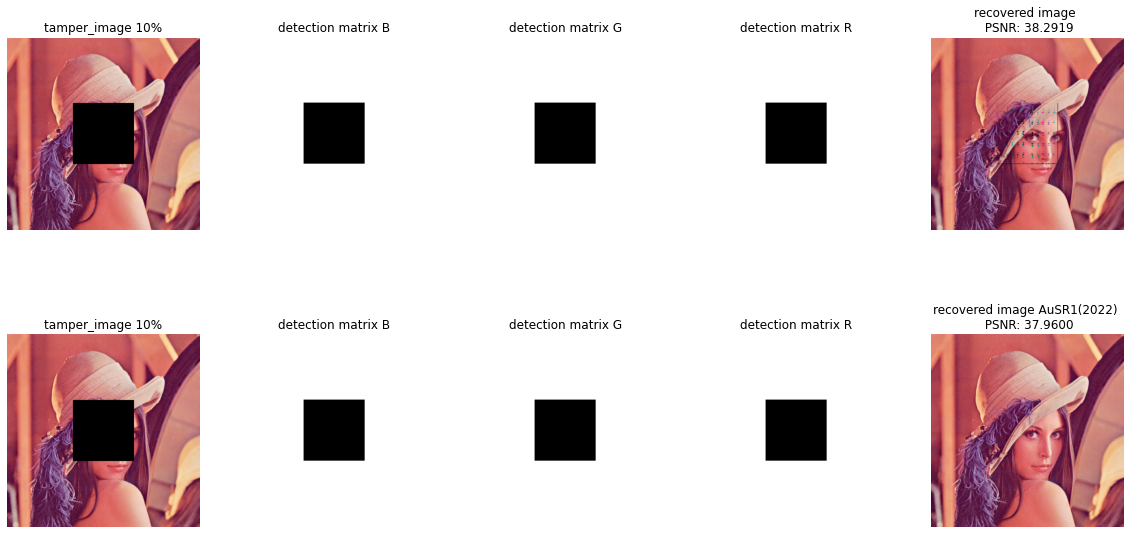 tamper_image 10%
detection matrix B
detection matrix G
detection matrix R
recovered image
PSNR: 38.2919
tamper_image 10%
detection matrix B
detection matrix G
detection matrix R
recovered image AuSR1(2022)
PSNR: 37.9600